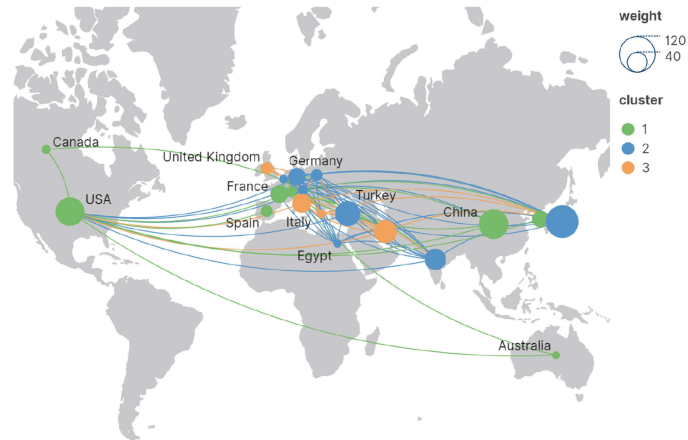 weight
120
40
cluster
1
2
3
Canada
United Kingdom
Germany
France
USA
Turkey
Spain
Italy
China
Egypt
Australia